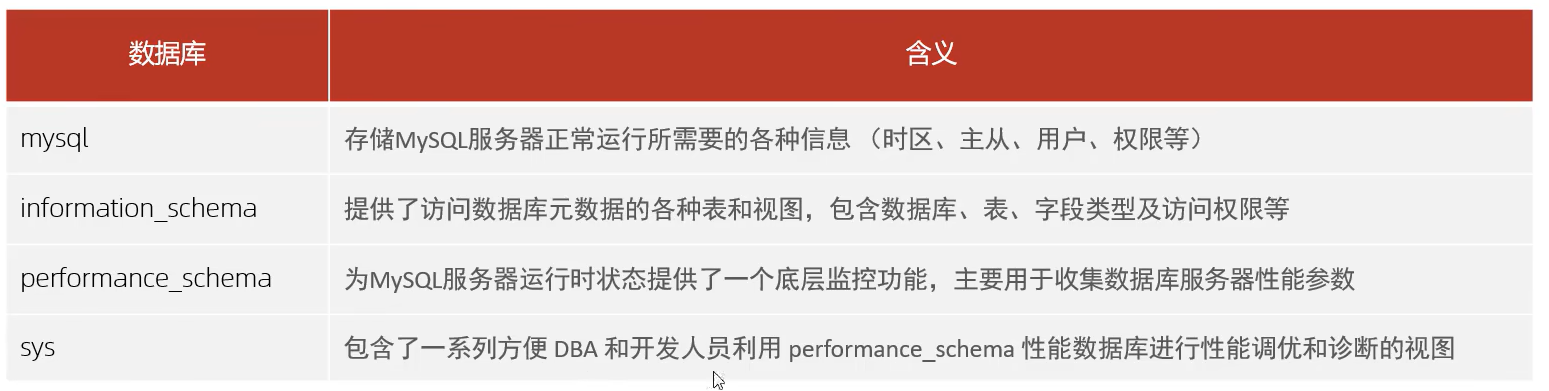 数据库 含义
mysql 存储MySQL服务器正常运行所需要的各种信息 （时区、主从、用户、权限等）
information_schema 提供了访问数据库元数据的各种表和视图，包含数据库、表、字段类型及访问权限等
performance_schema 为MySQL服务器运行时状态提供了一个底层监控功能，主要用于收集数据库服务器性能参数
sys 包含了一系列方便 DBA 和开发人员利用 performance_schema 性能数据库进行性能调优和诊断的视图